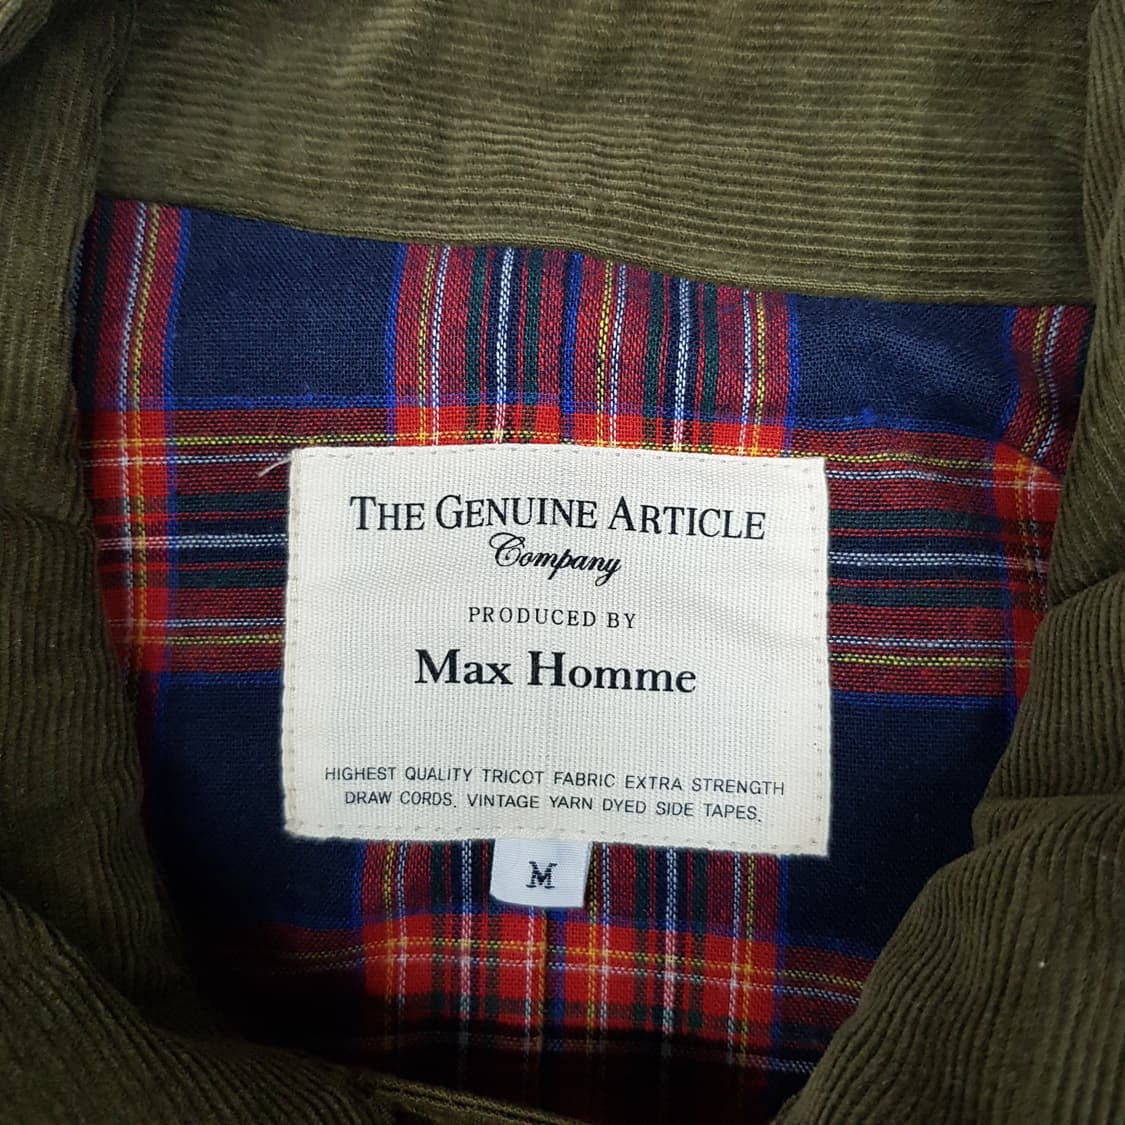 THE GENUINE ARTICLE
Company
PRODUCED BY
Max Homme
HIGHEST QUALITY TRICOT FABRIC EXTRA STRENGTH
DRAW CORDS. VINTAGE YARN DYED SIDE TAPES.
M